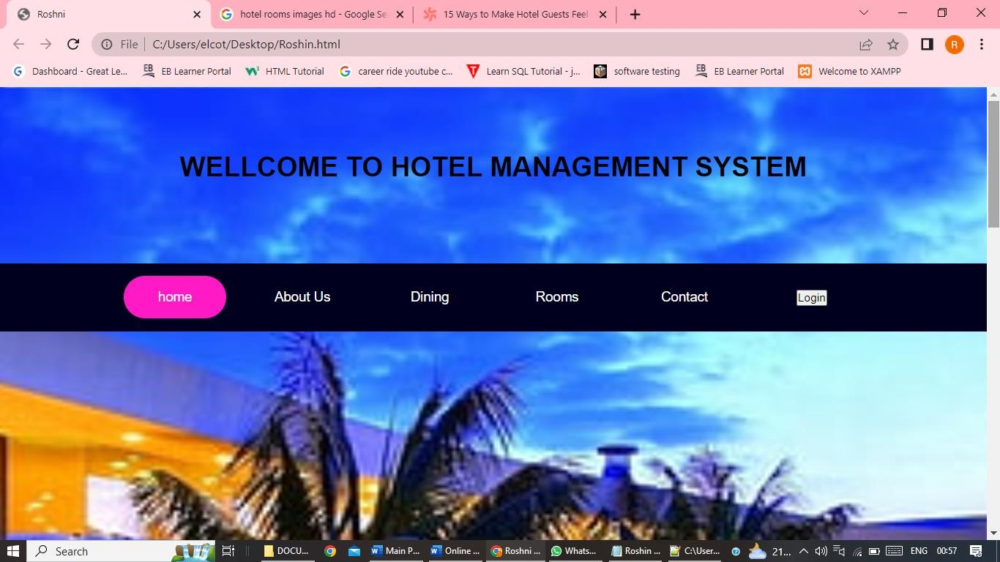 Roshni
hotel rooms images hd - Google Se
15 Ways to Make Hotel Guests Feel
File | C:/Users/elcot/Desktop/Roshin.html
R
Dashboard - Great Le...
EB Learner Portal
HTML Tutorial
career ride youtube c...
Learn SQL Tutorial - j...
software testing
EB Learner Portal
Welcome to XAMPP
WELLCOME TO HOTEL MANAGEMENT SYSTEM
home
About Us
Dining
Rooms
Contact
Login
Search
DOCU...
Main P...
Online ...
Roshni ...
Whats...
Roshin ...
C:\User...
21...
ENG
00:57